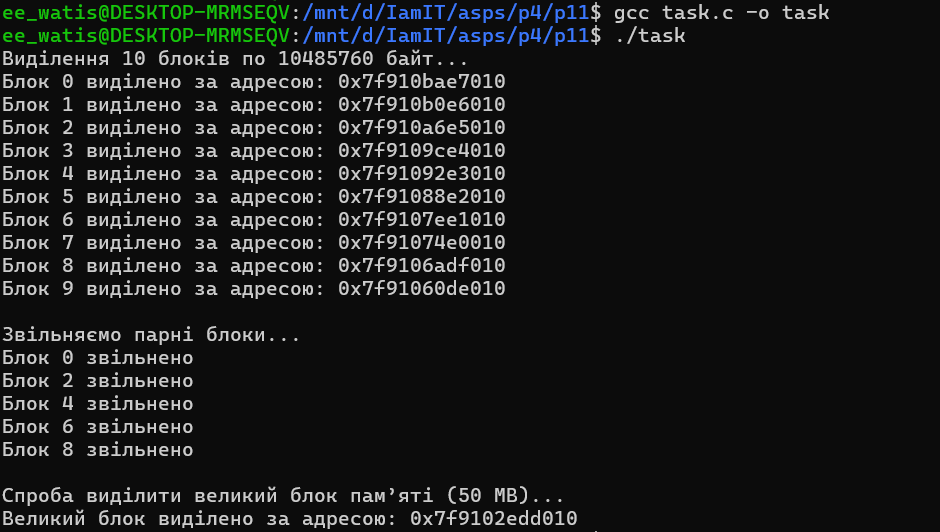 ee_watis@DESKTOP-MRMSEQV:/mnt/d/IamIT/asps/p4/p11$ gcc task.c -o task
ee_watis@DESKTOP-MRMSEQV:/mnt/d/IamIT/asps/p4/p11$ ./task
Виділення 10 блоків по 10485760 байт...
Блок 0 виділено за адресою: 0x7f910bae7010
Блок 1 виділено за адресою: 0x7f910b0e6010
Блок 2 виділено за адресою: 0x7f910a6e5010
Блок 3 виділено за адресою: 0x7f9109ce4010
Блок 4 виділено за адресою: 0x7f91092e3010
Блок 5 виділено за адресою: 0x7f91088e2010
Блок 6 виділено за адресою: 0x7f9107ee1010
Блок 7 виділено за адресою: 0x7f91074e0010
Блок 8 виділено за адресою: 0x7f9106adf010
Блок 9 виділено за адресою: 0x7f91060de010
Звільняємо парні блоки...
Блок 0 звільнено
Блок 2 звільнено
Блок 4 звільнено
Блок 6 звільнено
Блок 8 звільнено
Спроба виділити великий блок пам’яті (50 MB)...
Великий блок виділено за адресою: 0x7f9102edd010